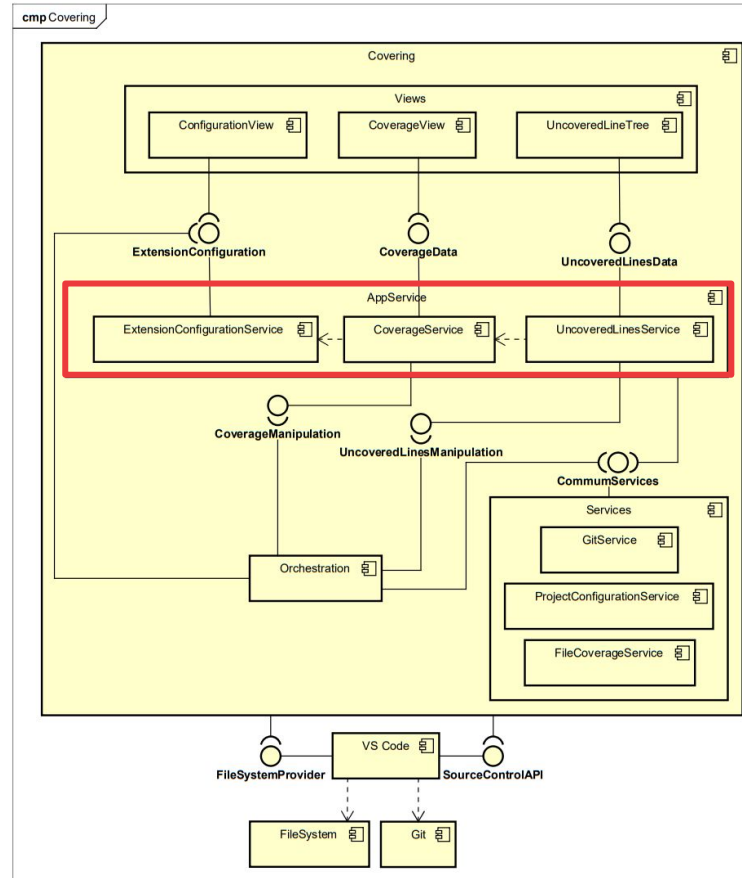 cmp Covering
Covering
Views
ConfigurationView
CoverageView
UncoveredLineTree
ExtensionConfiguration
CoverageData
UncoveredLinesData
AppService
ExtensionConfigurationService
CoverageService
UncoveredLinesService
CoverageManipulation
UncoveredLinesManipulation
CommumServices
Services
GitService
Orchestration
ProjectConfigurationService
FileCoverageService
VS Code
FileSystemProvider
SourceControlAPI
FileSystem
Git